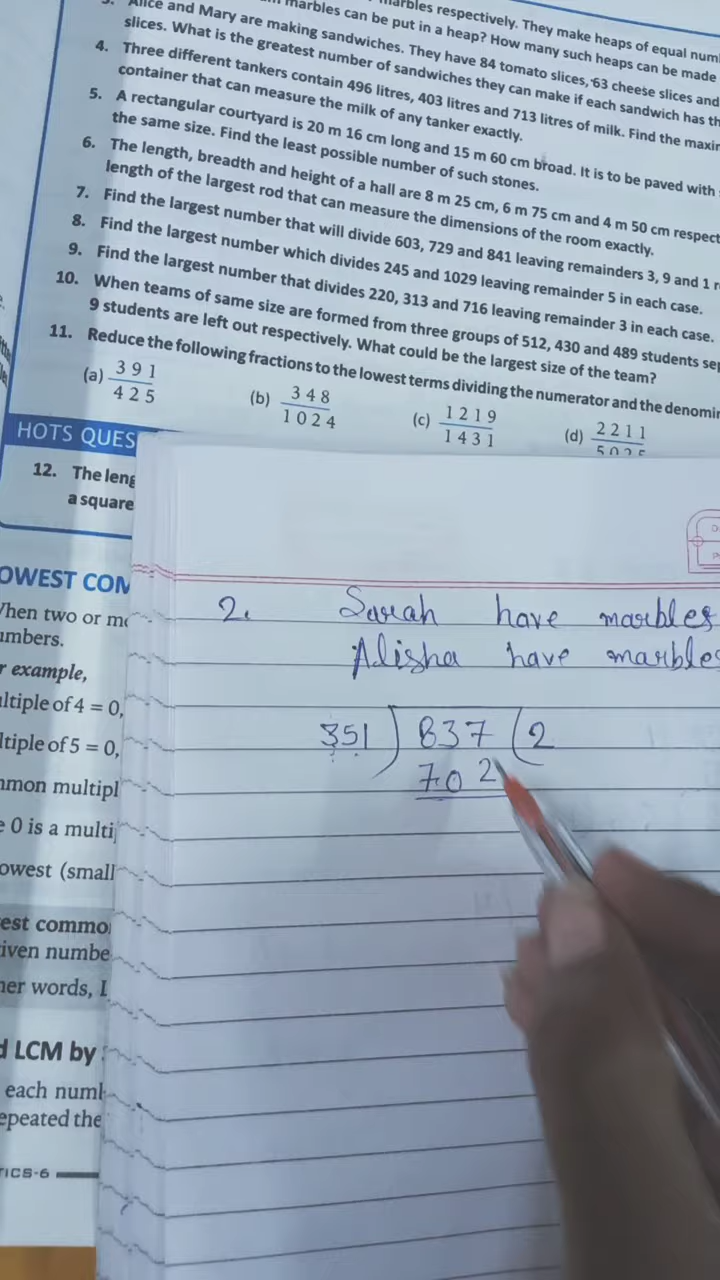 marbles respectively. They make heaps of equal num
marbles can be put in a heap? How many such heaps can be made
3. Alice and Mary are making sandwiches. They have 84 tomato slices, 63 cheese slices and
slices. What is the greatest number of sandwiches they can make if each sandwich has th
4. Three different tankers contain 496 litres, 403 litres and 713 litres of milk. Find the maxi
container that can measure the milk of any tanker exactly.
5. A rectangular courtyard is 20 m 16 cm long and 15 m 60 cm broad. It is to be paved with
the same size. Find the least possible number of such stones.
6. The length, breadth and height of a hall are 8 m 25 cm, 6 m 75 cm and 4 m 50 cm respect
length of the largest rod that can measure the dimensions of the room exactly.
7. Find the largest number that will divide 603, 729 and 841 leaving remainders 3, 9 and 1 r
8. Find the largest number which divides 245 and 1029 leaving remainder 5 in each case.
9. Find the largest number that divides 220, 313 and 716 leaving remainder 3 in each case.
10. When teams of same size are formed from three groups of 512, 430 and 489 students se
9 students are left out respectively. What could be the largest size of the team?
11. Reduce the following fractions to the lowest terms dividing the numerator and the denomi
(a) 391/425 (b) 348/1024 (c) 1219/1431 (d) 2211/5025
HOTS QUES
12. The leng
a square
OWEST COM
When two or mo
umbers.
r example,
ultiple of 4 = 0,
ltiple of 5 = 0,
mmon multipl
e 0 is a multi
owest (small
est commo
iven numbe
her words, L
d LCM by
each numb
epeated the
TICS-6
2. Sarah have marbles
Alisha have marbles
351) 837 (2
702